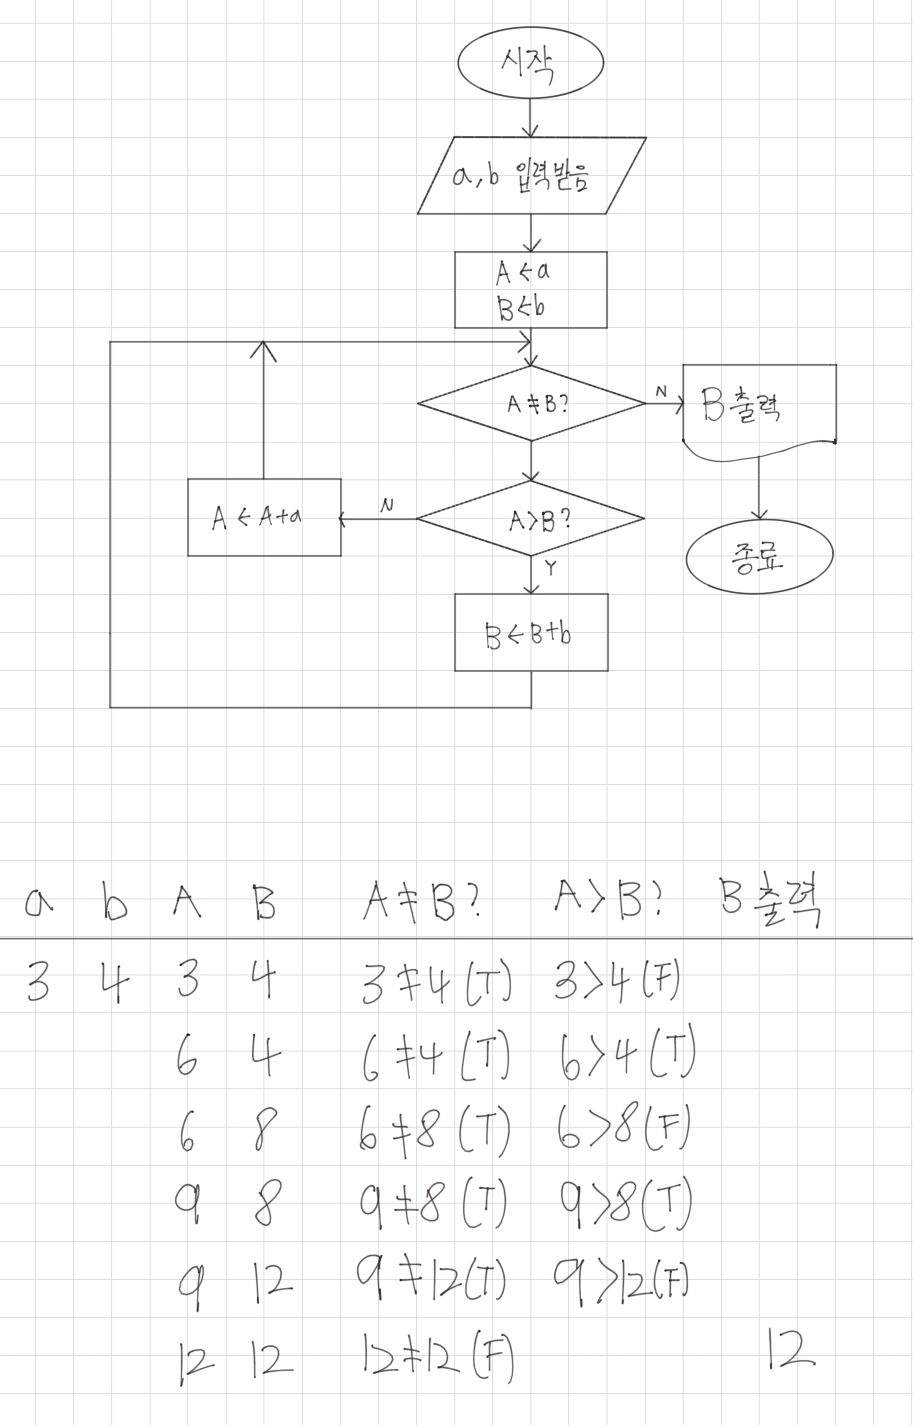 시작
a,b 입력받음
A←a
B←b
A≠B?
N
B출력
A←A+a
N
A>B?
종료
Y
B←B+b
a b A B A≠B? A>B? B출력
3 4 3 4 3≠4(T) 3>4(F)
6 4 6≠4(T) 6>4(T)
6 8 6≠8(T) 6>8(F)
9 8 9≠8(T) 9>8(T)
9 12 9≠12(T) 9>12(F)
12 12 12≠12(F) 12